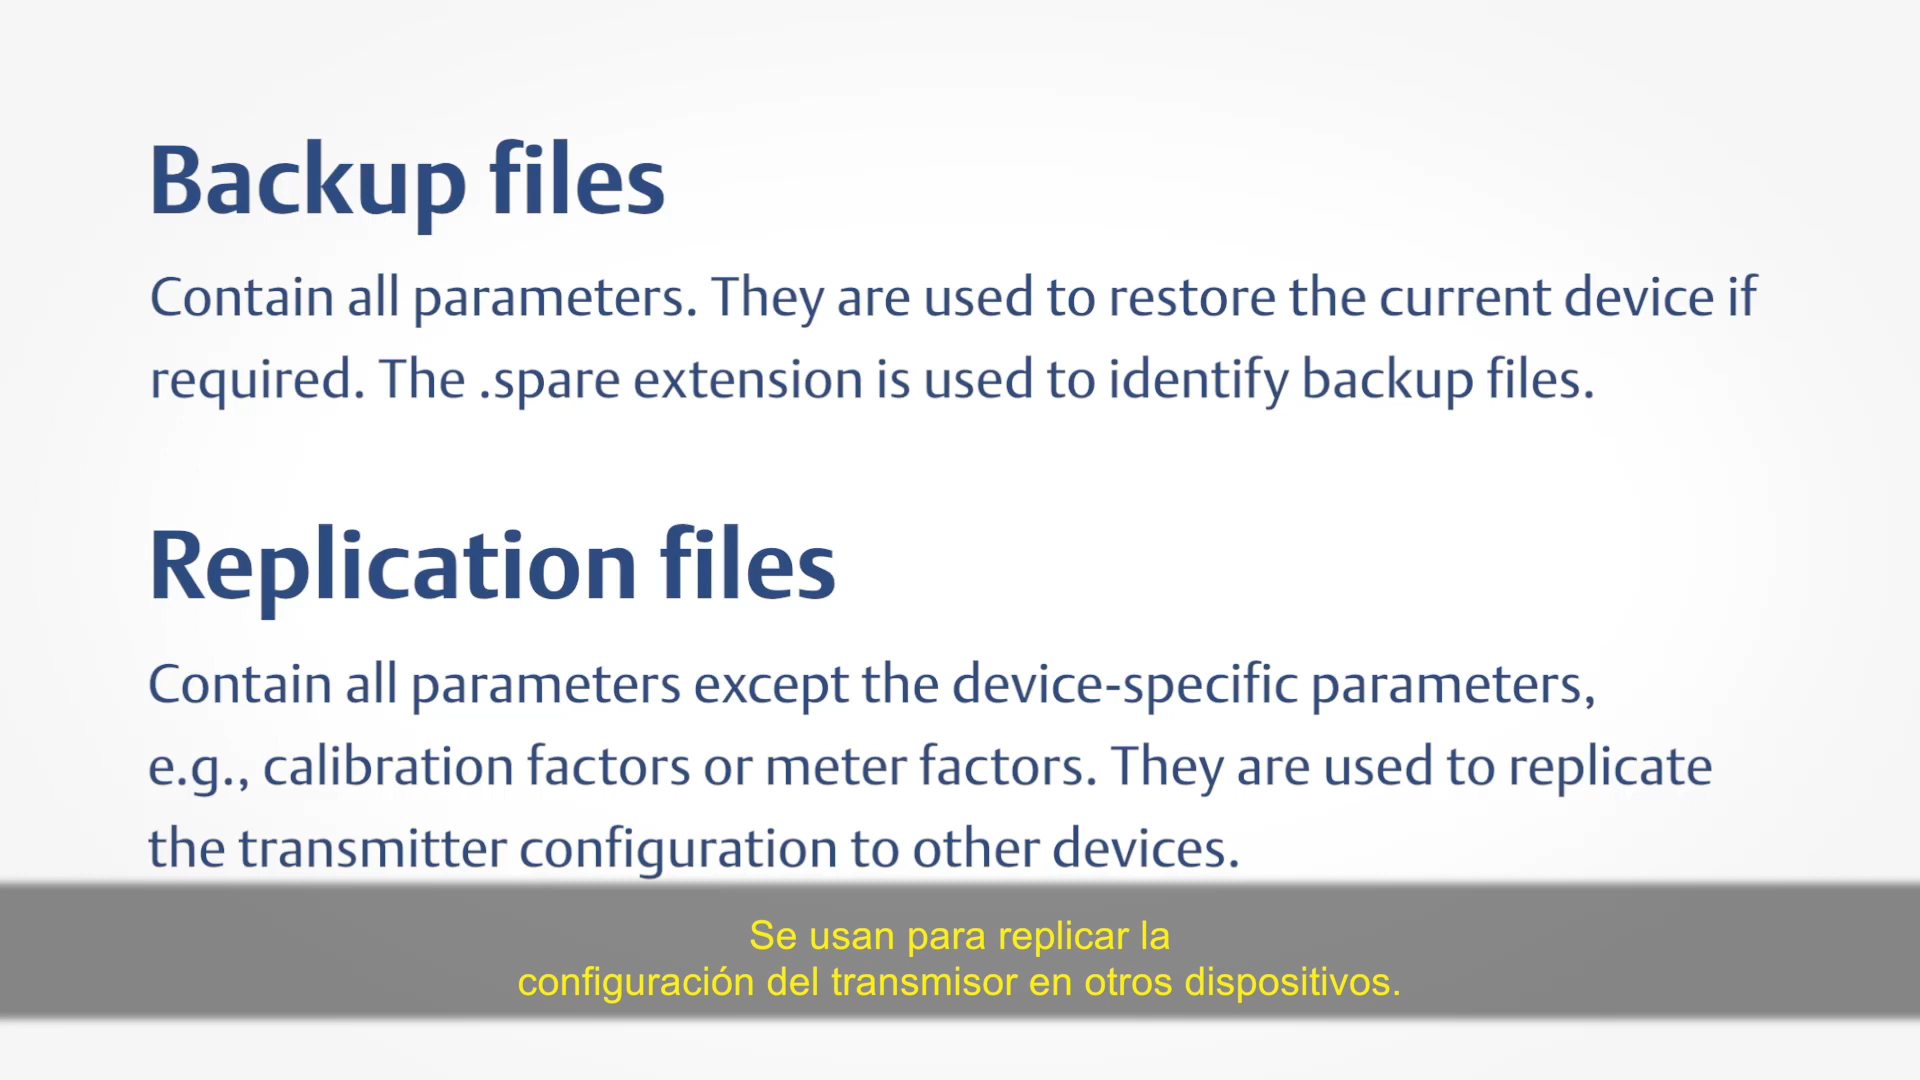 Backup files
Contain all parameters. They are used to restore the current device if
required. The .spare extension is used to identify backup files.
Replication files
Contain all parameters except the device-specific parameters,
e.g., calibration factors or meter factors. They are used to replicate
the transmitter configuration to other devices.
Se usan para replicar la
configuración del transmisor en otros dispositivos.